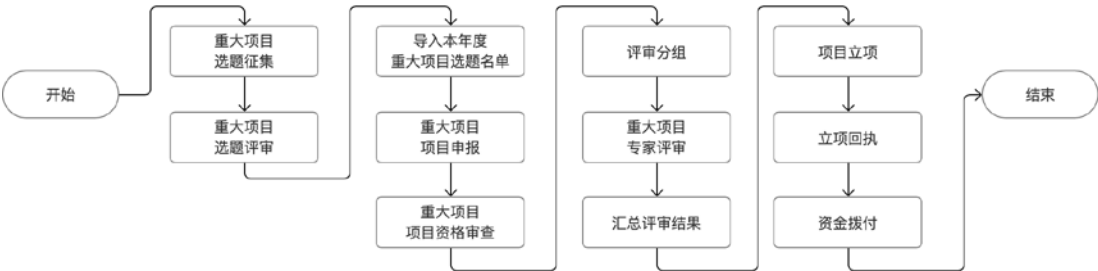 开始
重大项目
选题征集
重大项目
选题评审
导入本年度
重大项目选题名单
重大项目
项目申报
重大项目
项目资格审查
评审分组
重大项目
专家评审
汇总评审结果
项目立项
立项回执
资金拨付
结束